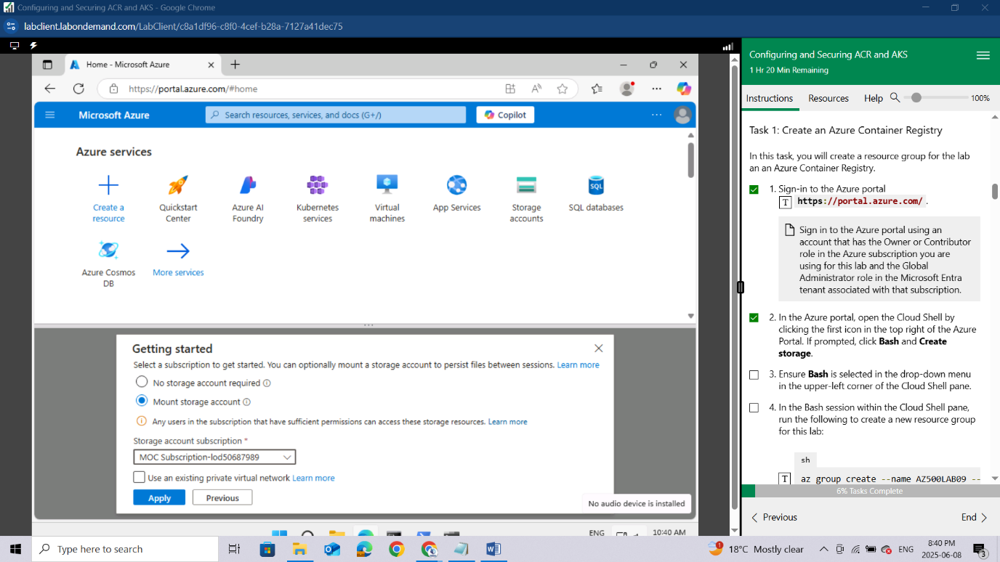 Configuring and Securing ACR and AKS - Google Chrome
labclient.labondemand.com/LabClient/c8a1df96-c8f0-4cef-b28a-7127a41dec75
Home - Microsoft Azure
https://portal.azure.com/#home
Microsoft Azure
Search resources, services, and docs (G+/)
Copilot
Azure services
Create a resource
Quickstart Center
Azure AI Foundry
Kubernetes services
Virtual machines
App Services
Storage accounts
SQL databases
Azure Cosmos DB
More services
Getting started
Select a subscription to get started. You can optionally mount a storage account to persist files between sessions. Learn more
No storage account required
Mount storage account
Any users in the subscription that have sufficient permissions can access these storage resources. Learn more
Storage account subscription *
MOC Subscription-lod50687989
Use an existing private virtual network Learn more
Apply
Previous
No audio device is installed
ENG
10:40 AM
Configuring and Securing ACR and AKS
1 Hr 20 Min Remaining
Instructions
Resources
Help
100%
Task 1: Create an Azure Container Registry
In this task, you will create a resource group for the lab
an an Azure Container Registry.
1. Sign-in to the Azure portal
T https://portal.azure.com/ .
Sign in to the Azure portal using an
account that has the Owner or Contributor
role in the Azure subscription you are
using for this lab and the Global
Administrator role in the Microsoft Entra
tenant associated with that subscription.
2. In the Azure portal, open the Cloud Shell by
clicking the first icon in the top right of the Azure
Portal. If prompted, click Bash and Create
storage.
3. Ensure Bash is selected in the drop-down menu
in the upper-left corner of the Cloud Shell pane.
4. In the Bash session within the Cloud Shell pane,
run the following to create a new resource group
for this lab:
sh
T az group create --name AZ500LAB09 --
6% Tasks Complete
Previous
End
Type here to search
1
18°C Mostly clear
ENG
8:40 PM
2025-06-08
3